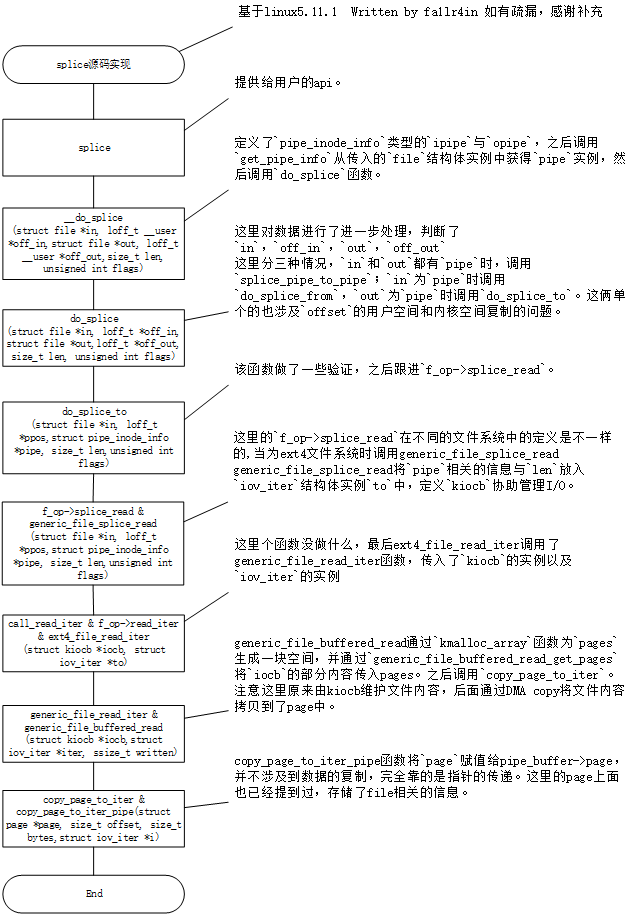 基于linux5.11.1  Written by fa1lr4in 如有疏漏，感谢补充
splice源码实现
提供给用户的api。
splice
定义了`pipe_inode_info`类型的`ipipe`与`opipe`，之后调用
`get_pipe_info`从传入的`file`结构体实例中获得`pipe`实例，然
后调用`do_splice`函数。
__do_splice
(struct file *in, loff_t __user
*off_in,struct file *out, loff_t
__user *off_out,size_t len,
unsigned int flags)
这里对数据进行了进一步处理，判断了
`in`，`off_in`，`out`，`off_out`
这里分三种情况，`in`和`out`都有`pipe`时，调用
`splice_pipe_to_pipe`；`in`为`pipe`时调用
`do_splice_from`，`out`为`pipe`时调用`do_splice_to`。这俩单
个的也涉及`offset`的用户空间和内核空间复制的问题。
do_splice
(struct file *in, loff_t *off_in,
struct file *out,loff_t *off_out,
size_t len, unsigned int flags)
该函数做了一些验证，之后跟进`f_op->splice_read`。
do_splice_to
(struct file *in, loff_t
*ppos,struct pipe_inode_info
*pipe, size_t len,unsigned int
flags)
这里的`f_op->splice_read`在不同的文件系统中的定义是不一样
的,当为ext4文件系统时调用generic_file_splice_read
generic_file_splice_read将`pipe`相关的信息与`len`放入
`iov_iter`结构体实例`to`中，定义`kiocb`协助管理I/O。
f_op->splice_read &
generic_file_splice_read
(struct file *in, loff_t
*ppos,struct pipe_inode_info
*pipe, size_t len,unsigned int
flags)
这里个函数没做什么，最后ext4_file_read_iter调用了
generic_file_read_iter函数，传入了`kiocb`的实例以及
`iov_iter`的实例
call_read_iter & f_op->read_iter
& ext4_file_read_iter
(struct kiocb *iocb, struct
iov_iter *to)
generic_file_buffered_read通过`kmalloc_array`函数为`pages`
生成一块空间，并通过`generic_file_buffered_read_get_pages`
将`iocb`的部分内容传入pages。之后调用`copy_page_to_iter`。
注意这里原来由kiocb维护文件内容，后面通过DMA copy将文件内容
拷贝到了page中。
generic_file_read_iter &
generic_file_buffered_read
(struct kiocb *iocb,struct
iov_iter *iter, ssize_t written)
copy_page_to_iter_pipe函数将`page`赋值给pipe_buffer->page，
并不涉及到数据的复制，完全靠的是指针的传递。这里的page上面
也已经提到过，存储了file相关的信息。
copy_page_to_iter &
copy_page_to_iter_pipe(struct
page *page, size_t offset, size_t
bytes,struct iov_iter *i)
End